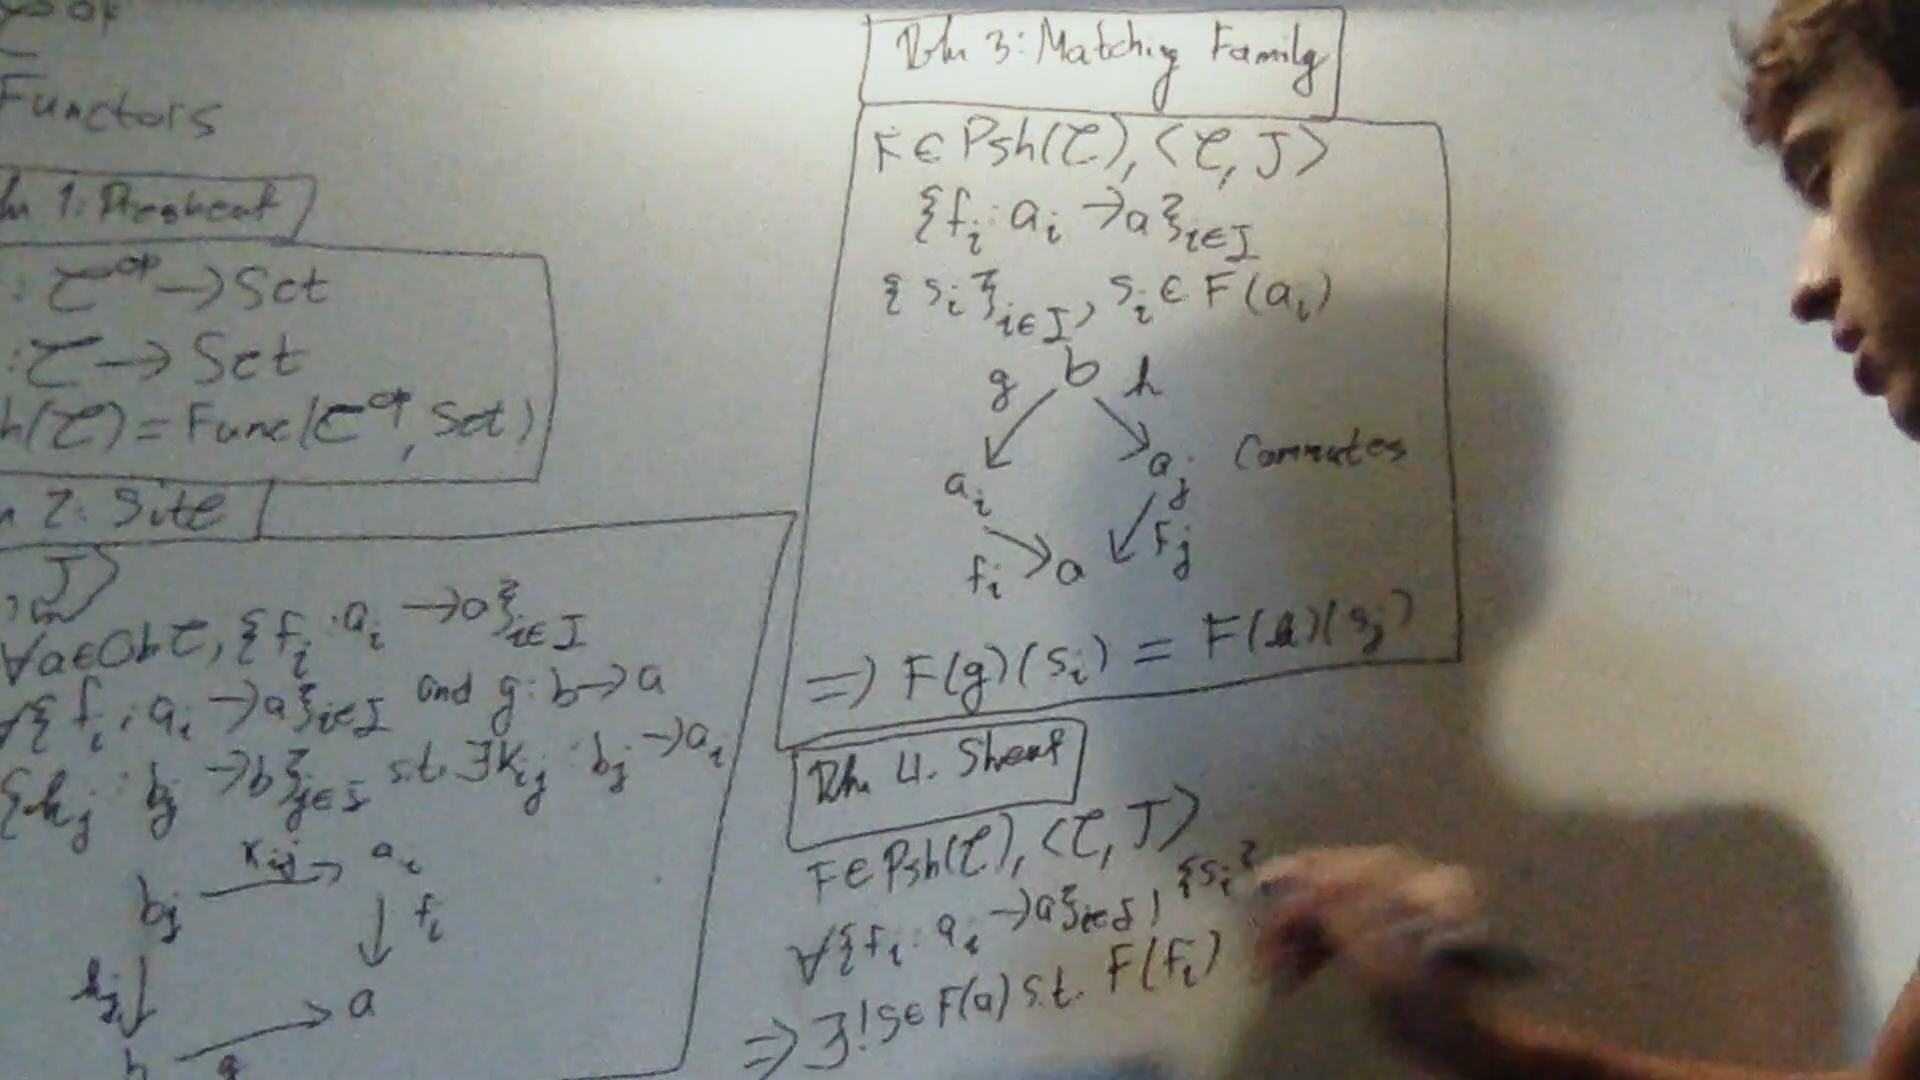 Functors
1: Presheaf
: C^op → Set
: C → Set
h(C) = Func(C^op, Set)
2: Site
J⟩
∀a∈Ob C, {f_i : a_i → a}_{i∈I}
∀{f_i : a_i → a}_{i∈I} and g: b → a
{h_j : b_j → b}_{j∈I} s.t. ∃k_ij : b_j → a_i
k_ij
b_j → a_i
h_j ↓ ↓ f_i
b → a
g
Dfn 3: Matching Family
F ∈ Psh(C), ⟨C, J⟩
{f_i : a_i → a}_{i∈I}
{s_i}_{i∈I}, s_i ∈ F(a_i)
g b h
a_i a_j Commutes
f_i → a ↙ f_j
⇒ F(g)(s_i) = F(h)(s_j)
Dfn 4. Sheaf
F ∈ Psh(C), ⟨C, J⟩
∀{f_i : a_i → a}_{i∈I}, {s_i}
⇒ ∃! s ∈ F(a) s.t. F(f_i)